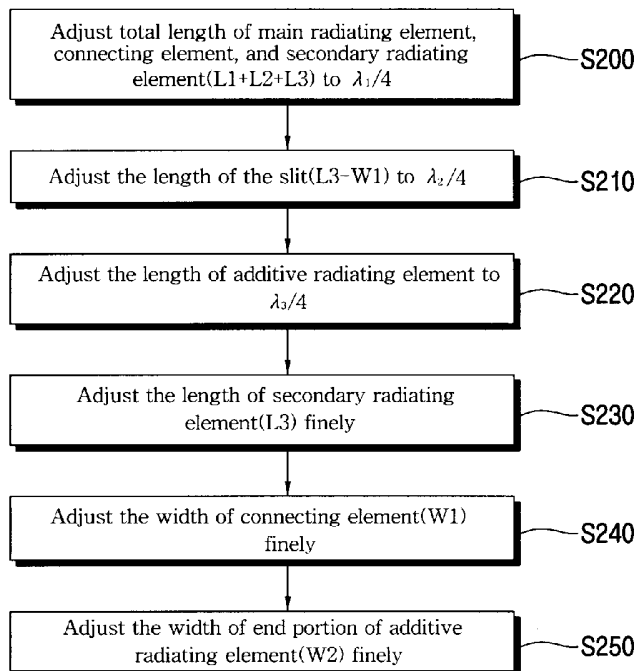 Adjust total length of main radiating element,
connecting element, and secondary radiating
element(L1+L2+L3) to λ₁/4
S200
Adjust the length of the slit(L3-W1) to λ₂/4
S210
Adjust the length of additive radiating element to
λ₃/4
S220
Adjust the length of secondary radiating
element(L3) finely
S230
Adjust the width of connecting element(W1)
finely
S240
Adjust the width of end portion of additive
radiating element(W2) finely
S250